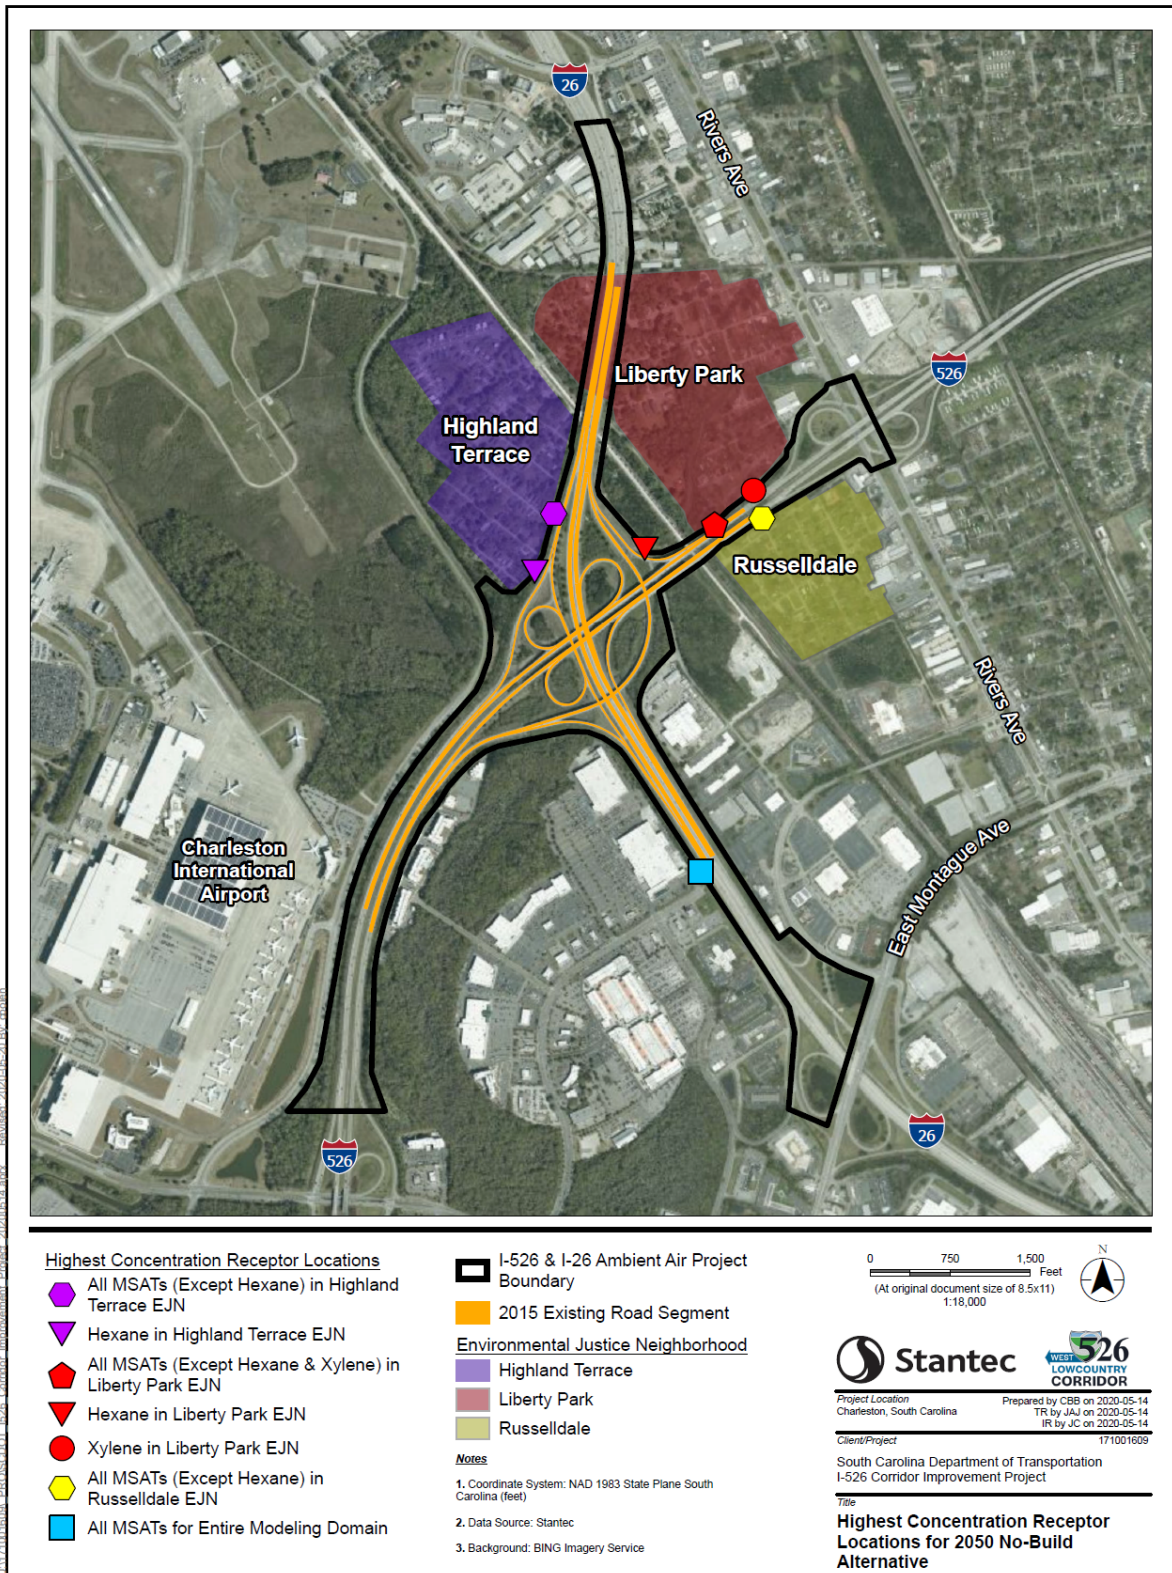 26
Rivers Ave
526
Liberty Park
Highland
Terrace
Russelldale
Rivers Ave
Charleston
International
Airport
East Montague Ave
26
526
Highest Concentration Receptor Locations
All MSATs (Except Hexane) in Highland
Terrace EJN
Hexane in Highland Terrace EJN
All MSATs (Except Hexane & Xylene) in
Liberty Park EJN
Hexane in Liberty Park EJN
Xylene in Liberty Park EJN
All MSATs (Except Hexane) in
Russelldale EJN
All MSATs for Entire Modeling Domain
I-526 & I-26 Ambient Air Project
Boundary
2015 Existing Road Segment
Environmental Justice Neighborhood
Highland Terrace
Liberty Park
Russelldale
Notes
1. Coordinate System: NAD 1983 State Plane South
Carolina (feet)
2. Data Source: Stantec
3. Background: BING Imagery Service
0 750 1,500
Feet
(At original document size of 8.5x11)
1:18,000
N
Stantec
WEST 526
LOWCOUNTRY
CORRIDOR
Project Location
Charleston, South Carolina
Prepared by CBB on 2020-05-14
TR by JAJ on 2020-05-14
IR by JC on 2020-05-14
Client/Project
171001609
South Carolina Department of Transportation
I-526 Corridor Improvement Project
Title
Highest Concentration Receptor
Locations for 2050 No-Build
Alternative